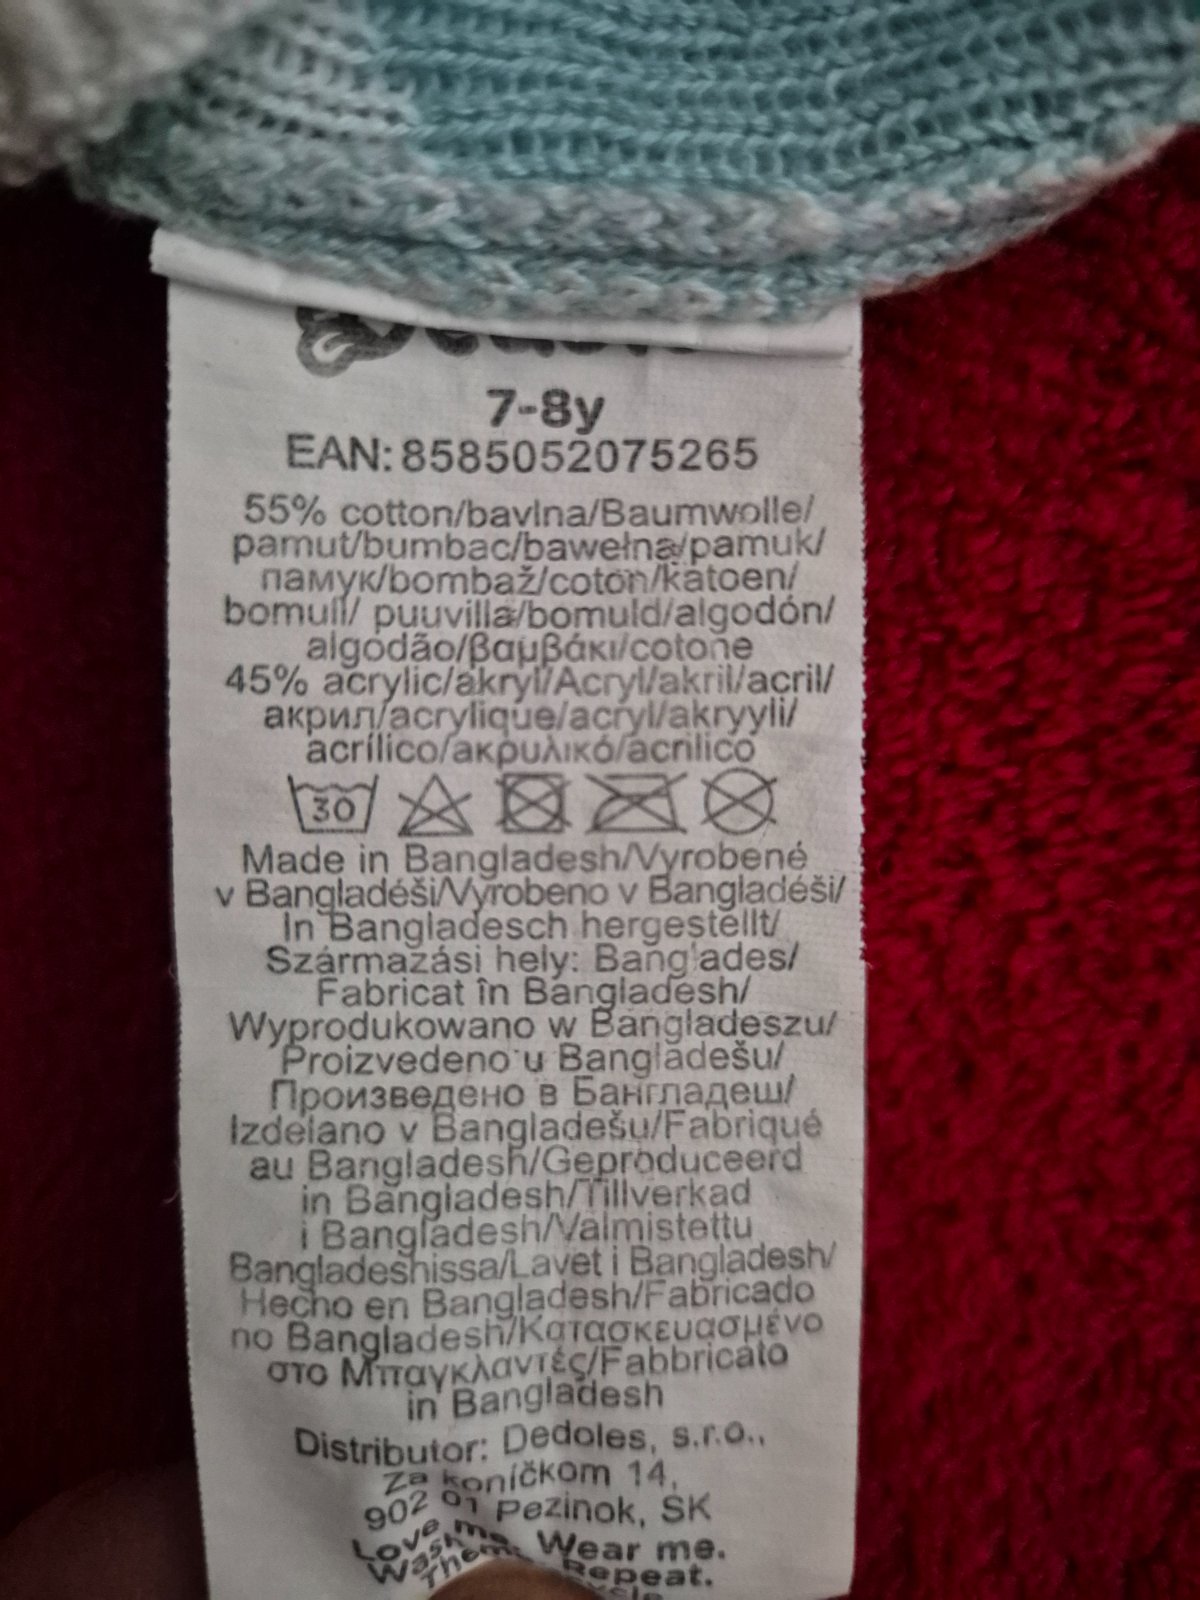 7-8y
EAN: 8585052075265
55% cotton/bavlna/Baumwolle/
pamut/bumbac/bawełna/pamuk/
памук/bombaž/coton/katoen/
bomull/ puuvilla/bomuld/algodón/
algodão/βαμβάκι/cotone
45% acrylic/akryl/Acryl/akril/acril/
акрил/acrylique/acryl/akryyli/
acrílico/ακρυλικό/acrilico
30
Made in Bangladesh/Vyrobené
v Bangladéši/Vyrobeno v Bangladéši/
In Bangladesch hergestellt/
Származási hely: Banglades/
Fabricat în Bangladesh/
Wyprodukowano w Bangladeszu/
Proizvedeno u Bangladešu/
Произведено в Бангладеш/
Izdelano v Bangladešu/Fabriqué
au Bangladesh/Geproduceerd
in Bangladesh/Tillverkad
i Bangladesh/Valmistettu
Bangladeshissa/Lavet i Bangladesh/
Hecho en Bangladesh/Fabricado
no Bangladesh/Κατασκευασμένο
στο Μπαγκλαντές/Fabbricato
in Bangladesh
Distributor: Dedoles, s.r.o.,
Za koníčkom 14,
902 01 Pezinok, SK
Love me. Wear me.
Wash Repeat.